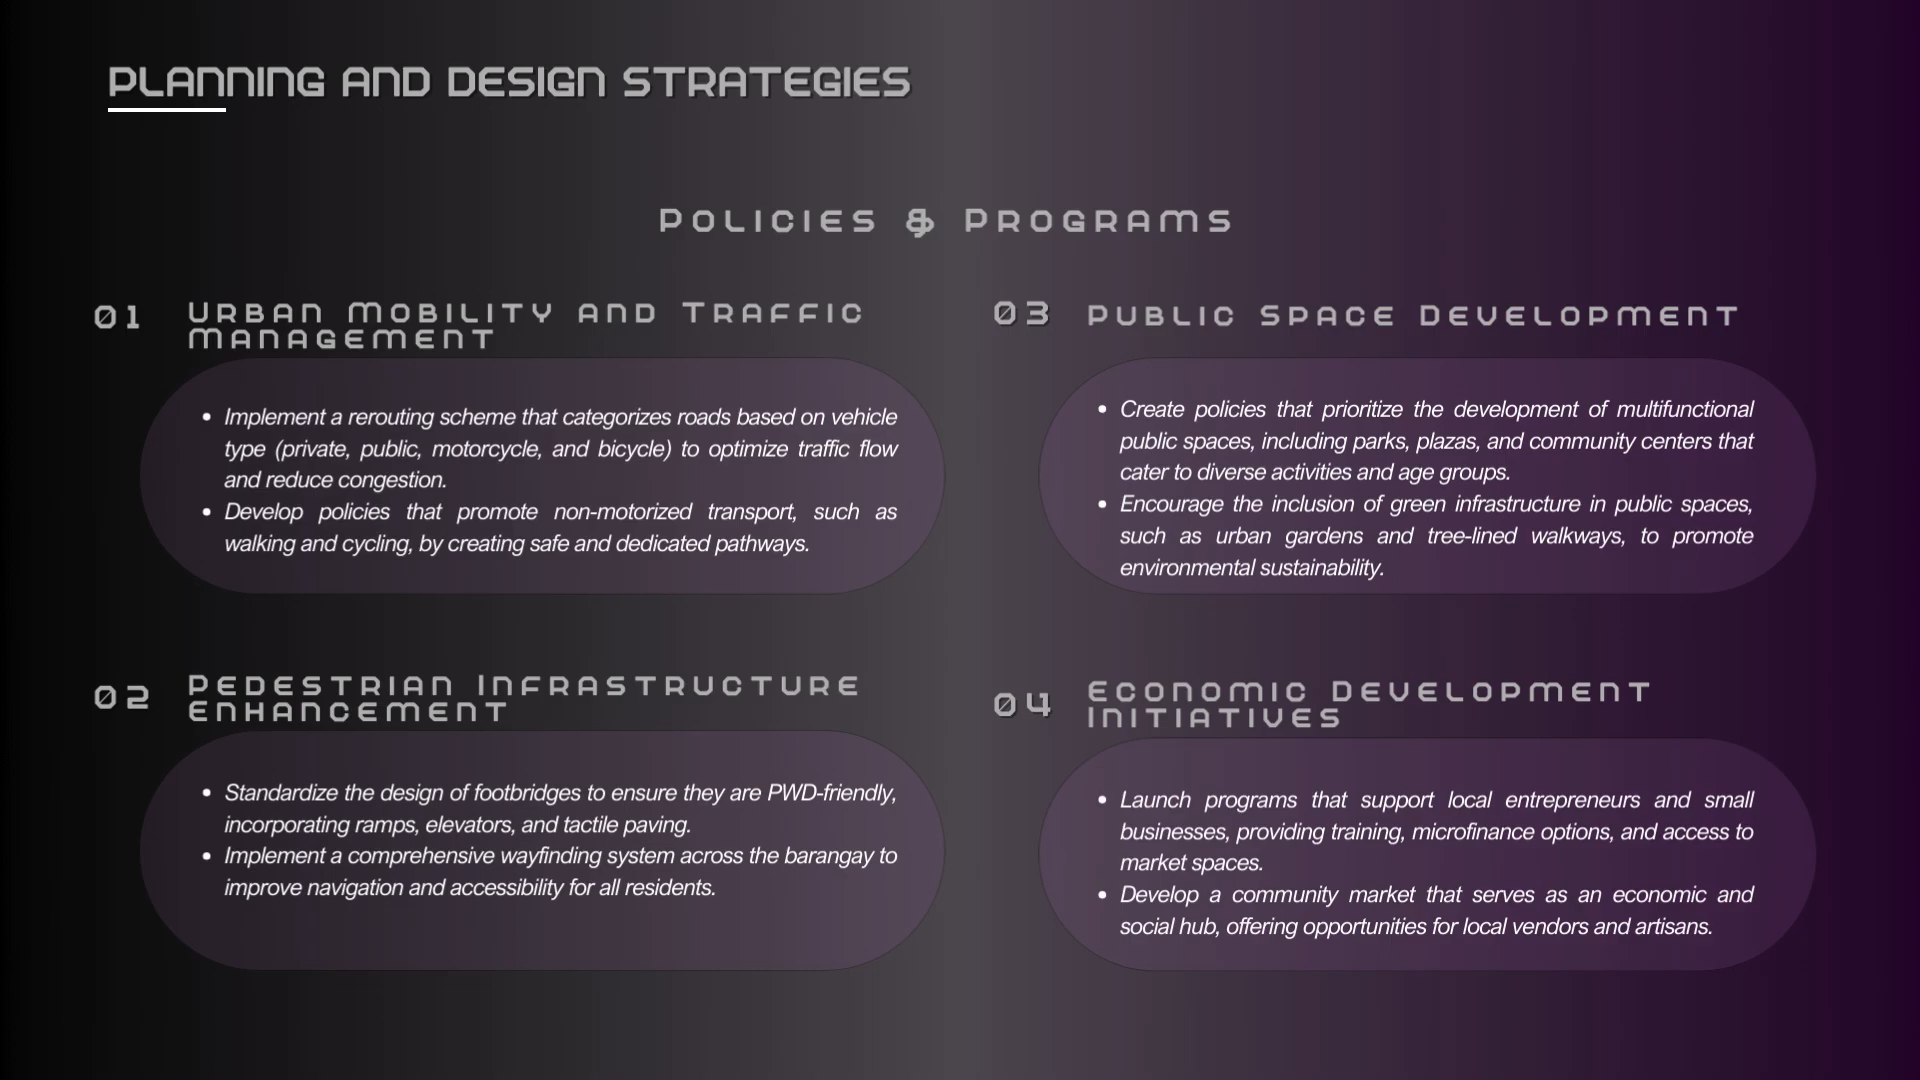 PLANNING AND DESIGN STRATEGIES
POLICIES & PROGRAMS
01
URBAN MOBILITY AND TRAFFIC
MANAGEMENT
• Implement a rerouting scheme that categorizes roads based on vehicle
type (private, public, motorcycle, and bicycle) to optimize traffic flow
and reduce congestion.
• Develop policies that promote non-motorized transport, such as
walking and cycling, by creating safe and dedicated pathways.
02
PEDESTRIAN INFRASTRUCTURE
ENHANCEMENT
• Standardize the design of footbridges to ensure they are PWD-friendly,
incorporating ramps, elevators, and tactile paving.
• Implement a comprehensive wayfinding system across the barangay to
improve navigation and accessibility for all residents.
03
PUBLIC SPACE DEVELOPMENT
• Create policies that prioritize the development of multifunctional
public spaces, including parks, plazas, and community centers that
cater to diverse activities and age groups.
• Encourage the inclusion of green infrastructure in public spaces,
such as urban gardens and tree-lined walkways, to promote
environmental sustainability.
04
ECONOMIC DEVELOPMENT
INITIATIVES
• Launch programs that support local entrepreneurs and small
businesses, providing training, microfinance options, and access to
market spaces.
• Develop a community market that serves as an economic and
social hub, offering opportunities for local vendors and artisans.